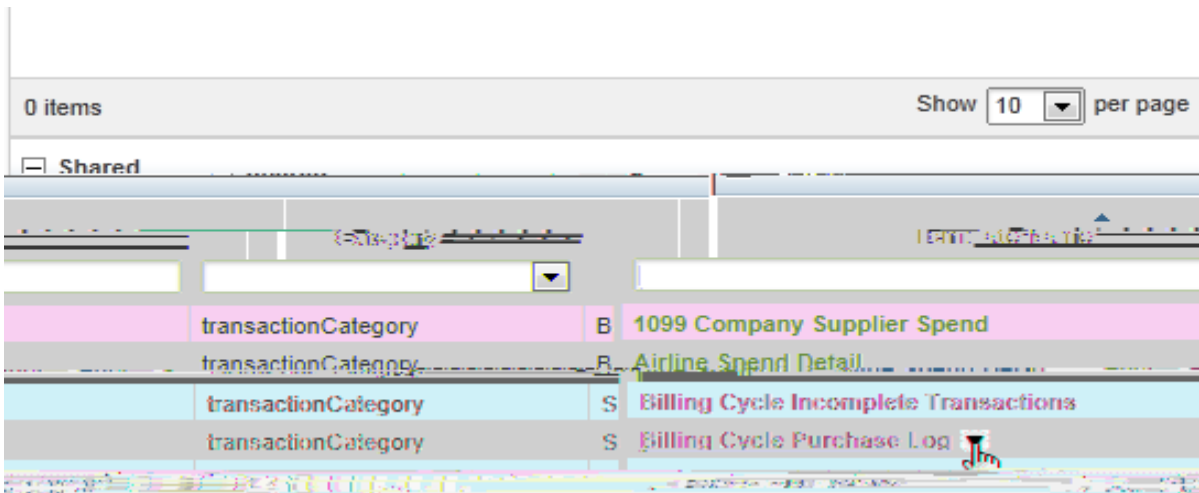 0 items Show 10 per page
Shared
transactionCategory B 1099 Company Supplier Spend
transactionCategory B Airline Spend Detail
transactionCategory S Billing Cycle Incomplete Transactions
transactionCategory S Billing Cycle Purchase Log